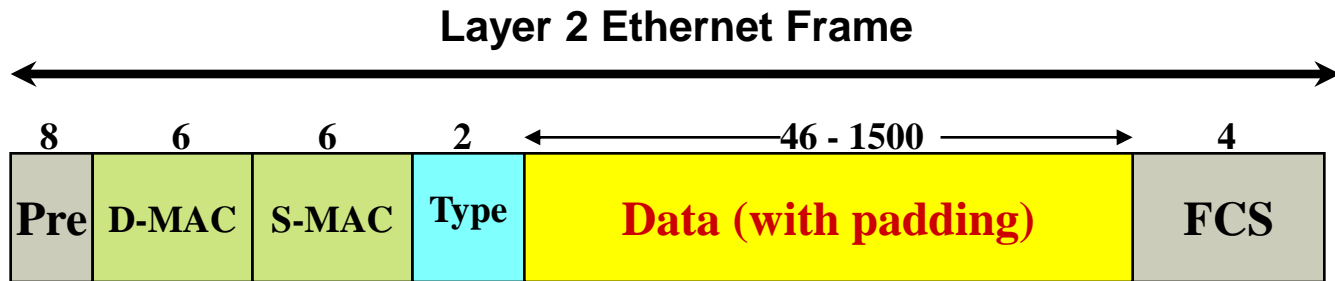 Layer 2 Ethernet Frame
8 6 6 2 46 - 1500 4
Pre D-MAC S-MAC Type Data (with padding) FCS